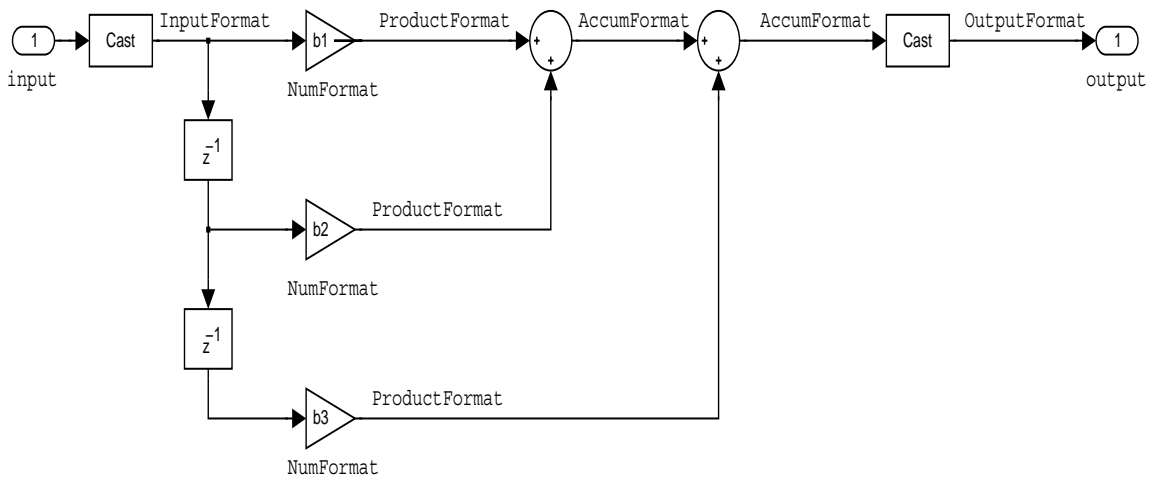 InputFormat ProductFormat AccumFormat AccumFormat OutputFormat
1 Cast b1 + + Cast 1
+ +
input NumFormat output
z⁻¹
ProductFormat
b2
NumFormat
z⁻¹
ProductFormat
b3
NumFormat